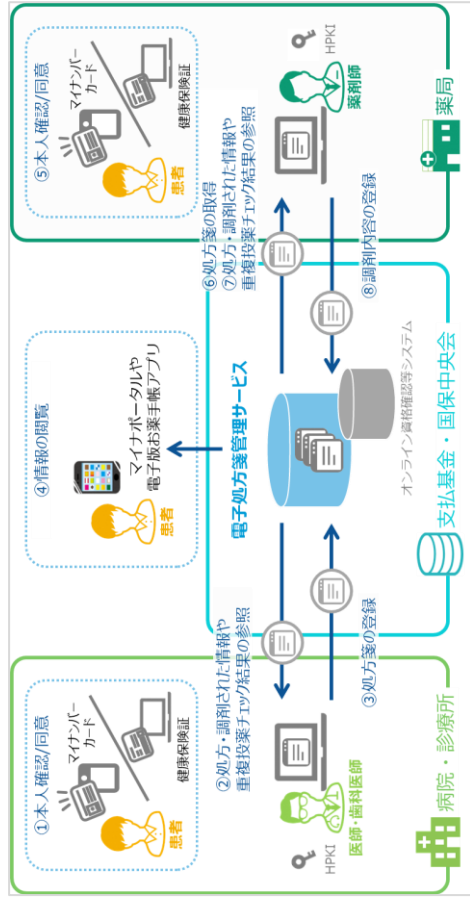 ①本人確認/同意
マイナンバー
カード
健康保険証
患者
②処方・調剤された情報や
重複投薬チェック結果の参照
HPKI
医師・歯科医師
③処方箋の登録
病院・診療所
④情報の閲覧
患者
マイナポータルや
電子版お薬手帳アプリ
電子処方箋管理サービス
オンライン資格確認等システム
支払基金・国保中央会
⑤本人確認/同意
マイナンバー
カード
健康保険証
患者
⑥処方箋の取得
⑦処方・調剤された情報や
重複投薬チェック結果の参照
HPKI
薬剤師
⑧調剤内容の登録
薬局